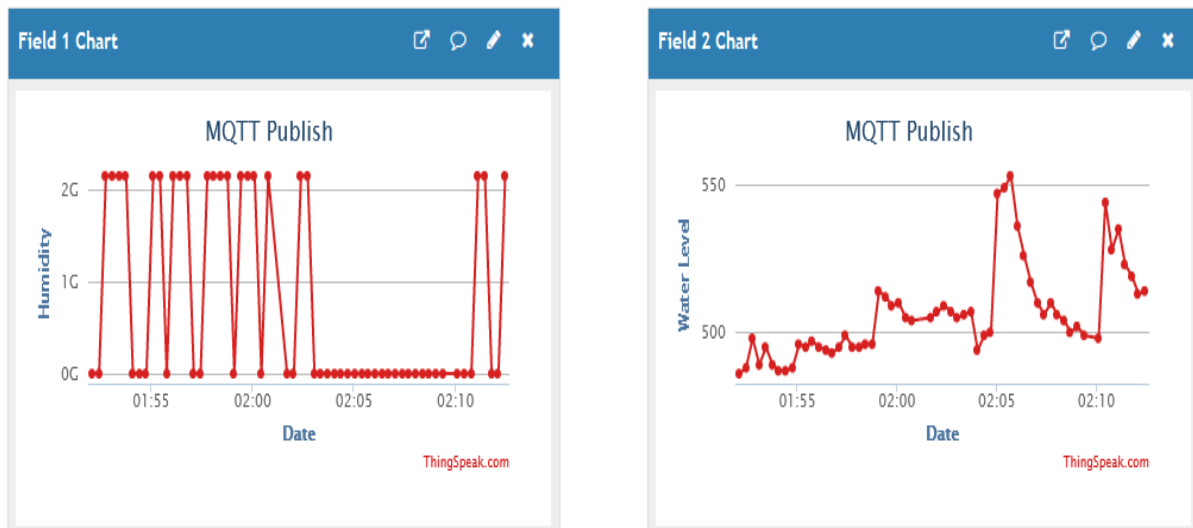 Field 1 Chart
MQTT Publish
Humidity
2G
1G
0G
01:55 02:00 02:05 02:10
Date
ThingSpeak.com
Field 2 Chart
MQTT Publish
Water Level
550
500
01:55 02:00 02:05 02:10
Date
ThingSpeak.com